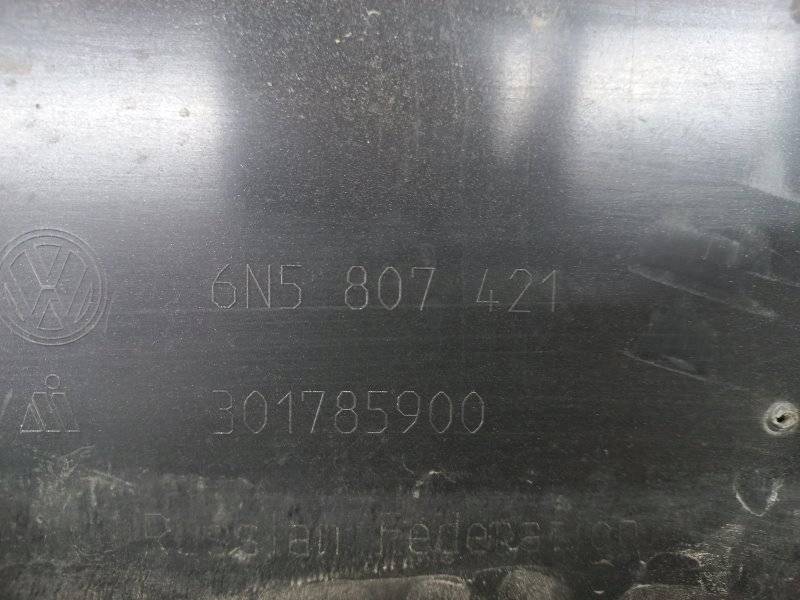 6N5 807 421
301785900
Russian Federation